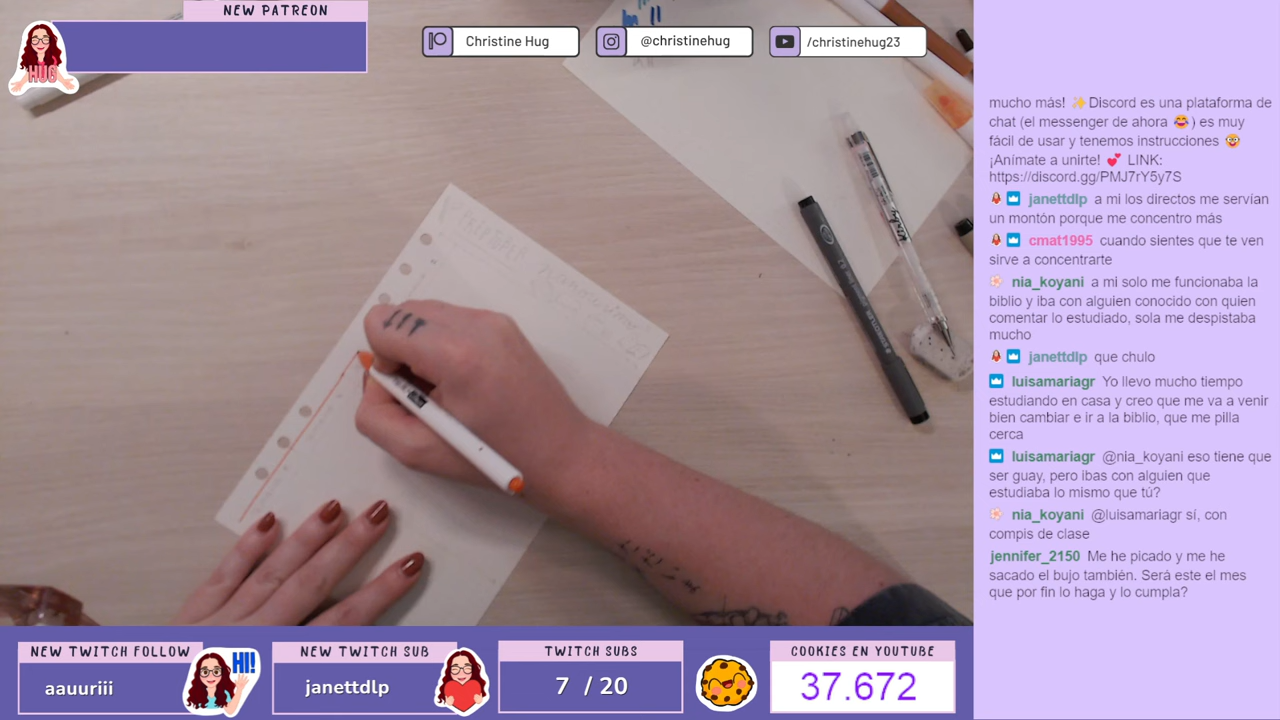 NEW PATREON
HUG
Christine Hug
@christinehug
/christinehug23
mucho más! ✨Discord es una plataforma de
chat (el messenger de ahora 😂) es muy
fácil de usar y tenemos instrucciones 🤓
¡Anímate a unirte! 💕 LINK:
https://discord.gg/PMJ7rY5y7S
janettdlp a mi los directos me servían
un montón porque me concentro más
cmat1995 cuando sientes que te ven
sirve a concentrarte
nia_koyani a mi solo me funcionaba la
biblio y iba con alguien conocido con quien
comentar lo estudiado, sola me despistaba
mucho
janettdlp que chulo
luisamariagr Yo llevo mucho tiempo
estudiando en casa y creo que me va a venir
bien cambiar e ir a la biblio, que me pilla
cerca
luisamariagr @nia_koyani eso tiene que
ser guay, pero ibas con alguien que
estudiaba lo mismo que tú?
nia_koyani @luisamariagr sí, con
compis de clase
jennifer_2150 Me he picado y me he
sacado el bujo también. Será este el mes
que por fin lo haga y lo cumpla?
NEW TWITCH FOLLOW
aauuriii
HI!
NEW TWITCH SUB
janettdlp
TWITCH SUBS
7 / 20
COOKIES EN YOUTUBE
37.672